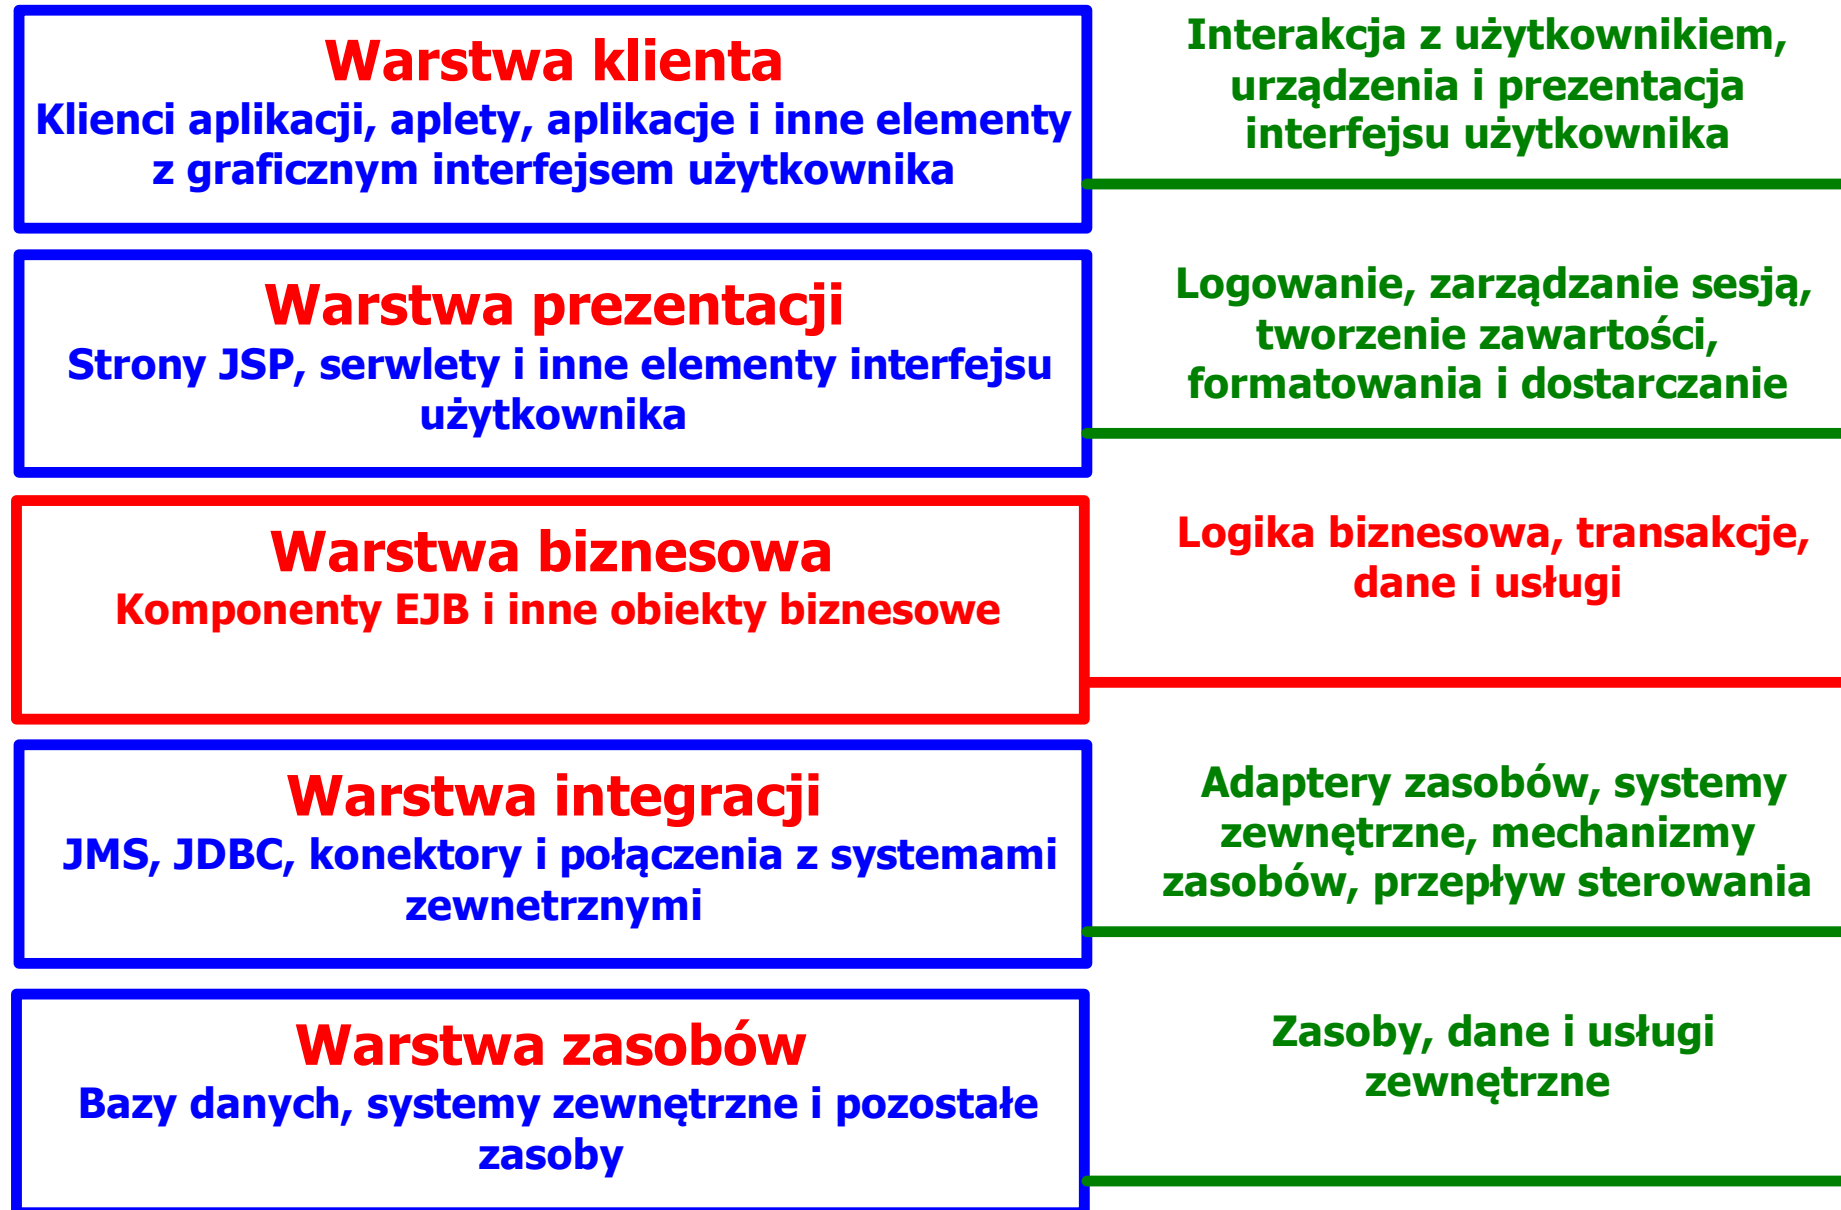 Warstwa klienta
Klienci aplikacji, aplety, aplikacje i inne elementy
z graficznym interfejsem użytkownika
Interakcja z użytkownikiem,
urządzenia i prezentacja
interfejsu użytkownika
Warstwa prezentacji
Strony JSP, serwlety i inne elementy interfejsu
użytkownika
Logowanie, zarządzanie sesją,
tworzenie zawartości,
formatowania i dostarczanie
Warstwa biznesowa
Komponenty EJB i inne obiekty biznesowe
Logika biznesowa, transakcje,
dane i usługi
Warstwa integracji
JMS, JDBC, konektory i połączenia z systemami
zewnetrznymi
Adaptery zasobów, systemy
zewnętrzne, mechanizmy
zasobów, przepływ sterowania
Warstwa zasobów
Bazy danych, systemy zewnętrzne i pozostałe
zasoby
Zasoby, dane i usługi
zewnętrzne